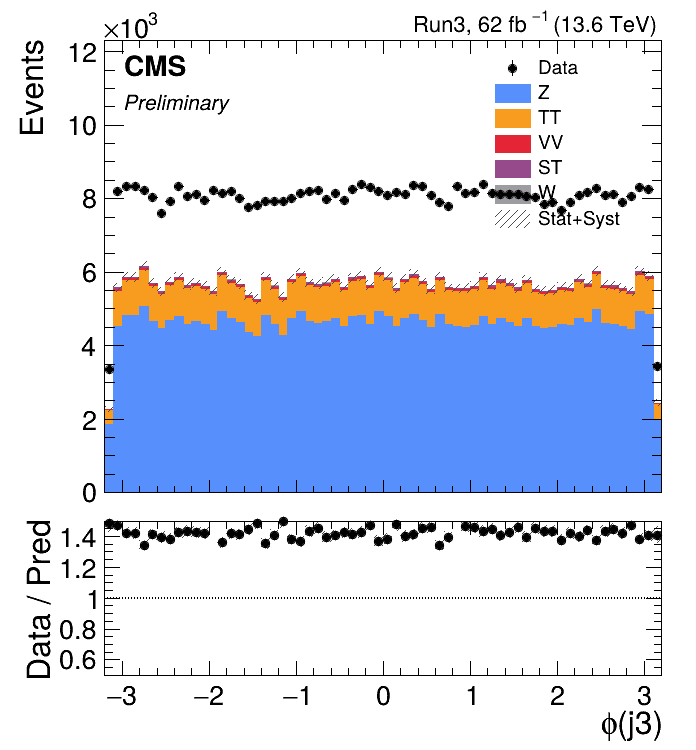 ×10³
Run3, 62 fb⁻¹ (13.6 TeV)
Events
CMS
Preliminary
Data
Z
TT
VV
ST
W
Stat+Syst
12
10
8
6
4
2
0
Data / Pred
1.4
1.2
1
0.8
0.6
−3 −2 −1 0 1 2 3
ϕ(j3)